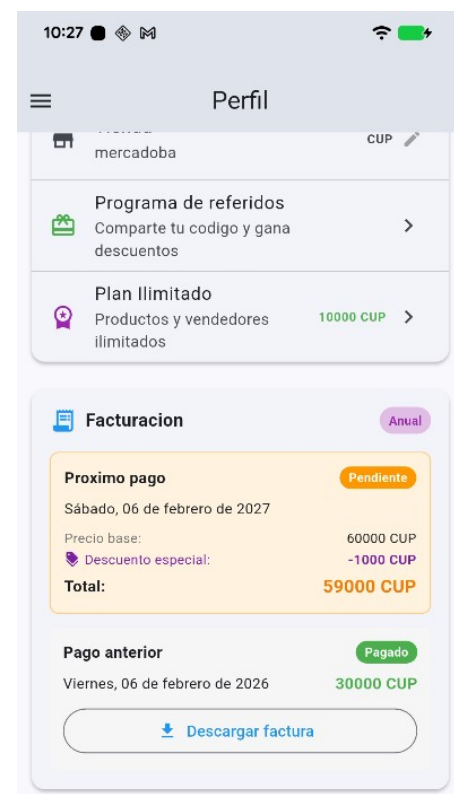 10:27
Perfil
mercadoba
CUP
Programa de referidos
Comparte tu codigo y gana
descuentos
Plan Ilimitado
Productos y vendedores
ilimitados
10000 CUP
Facturacion
Anual
Proximo pago
Pendiente
Sábado, 06 de febrero de 2027
Precio base:
60000 CUP
Descuento especial:
-1000 CUP
Total:
59000 CUP
Pago anterior
Pagado
Viernes, 06 de febrero de 2026
30000 CUP
Descargar factura